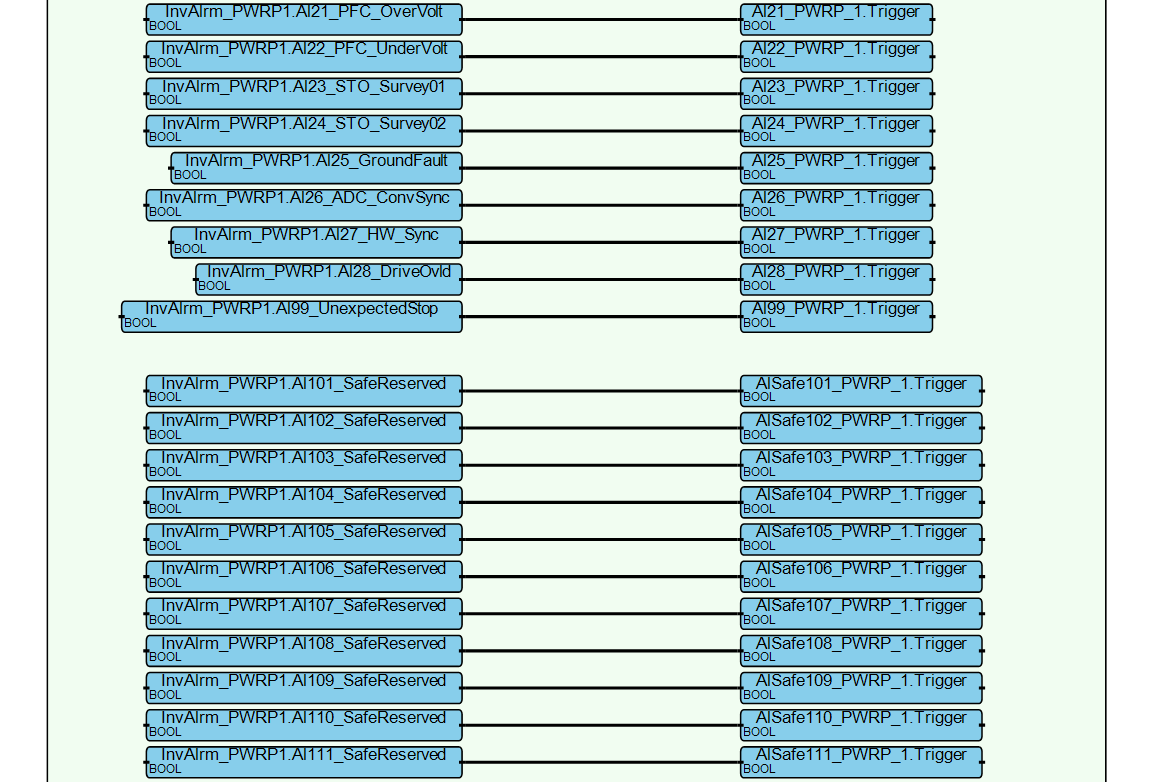 InvAlrm_PWRP1.Al21_PFC_OverVolt
BOOL
Al21_PWRP_1.Trigger
BOOL
InvAlrm_PWRP1.Al22_PFC_UnderVolt
BOOL
Al22_PWRP_1.Trigger
BOOL
InvAlrm_PWRP1.Al23_STO_Survey01
BOOL
Al23_PWRP_1.Trigger
BOOL
InvAlrm_PWRP1.Al24_STO_Survey02
BOOL
Al24_PWRP_1.Trigger
BOOL
InvAlrm_PWRP1.Al25_GroundFault
BOOL
Al25_PWRP_1.Trigger
BOOL
InvAlrm_PWRP1.Al26_ADC_ConvSync
BOOL
Al26_PWRP_1.Trigger
BOOL
InvAlrm_PWRP1.Al27_HW_Sync
BOOL
Al27_PWRP_1.Trigger
BOOL
InvAlrm_PWRP1.Al28_DriveOvld
BOOL
Al28_PWRP_1.Trigger
BOOL
InvAlrm_PWRP1.Al99_UnexpectedStop
BOOL
Al99_PWRP_1.Trigger
BOOL
InvAlrm_PWRP1.Al101_SafeReserved
BOOL
AlSafe101_PWRP_1.Trigger
BOOL
InvAlrm_PWRP1.Al102_SafeReserved
BOOL
AlSafe102_PWRP_1.Trigger
BOOL
InvAlrm_PWRP1.Al103_SafeReserved
BOOL
AlSafe103_PWRP_1.Trigger
BOOL
InvAlrm_PWRP1.Al104_SafeReserved
BOOL
AlSafe104_PWRP_1.Trigger
BOOL
InvAlrm_PWRP1.Al105_SafeReserved
BOOL
AlSafe105_PWRP_1.Trigger
BOOL
InvAlrm_PWRP1.Al106_SafeReserved
BOOL
AlSafe106_PWRP_1.Trigger
BOOL
InvAlrm_PWRP1.Al107_SafeReserved
BOOL
AlSafe107_PWRP_1.Trigger
BOOL
InvAlrm_PWRP1.Al108_SafeReserved
BOOL
AlSafe108_PWRP_1.Trigger
BOOL
InvAlrm_PWRP1.Al109_SafeReserved
BOOL
AlSafe109_PWRP_1.Trigger
BOOL
InvAlrm_PWRP1.Al110_SafeReserved
BOOL
AlSafe110_PWRP_1.Trigger
BOOL
InvAlrm_PWRP1.Al111_SafeReserved
BOOL
AlSafe111_PWRP_1.Trigger
BOOL